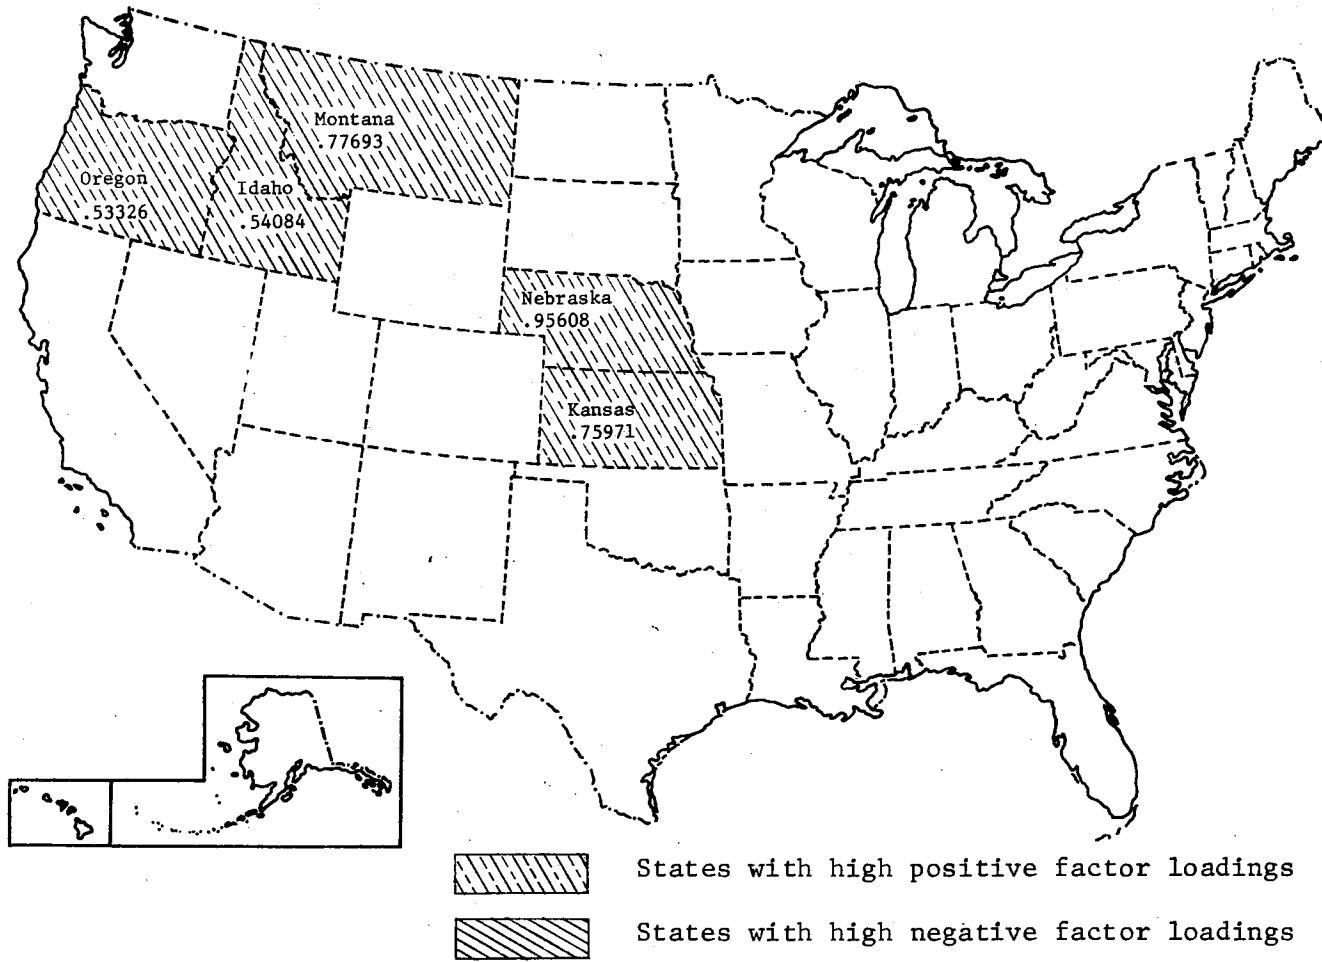 Montana
.77693
Oregon
.53326
Idaho
.54084
Nebraska
.95608
Kansas
.75971
States with high positive factor loadings
States with high negative factor loadings